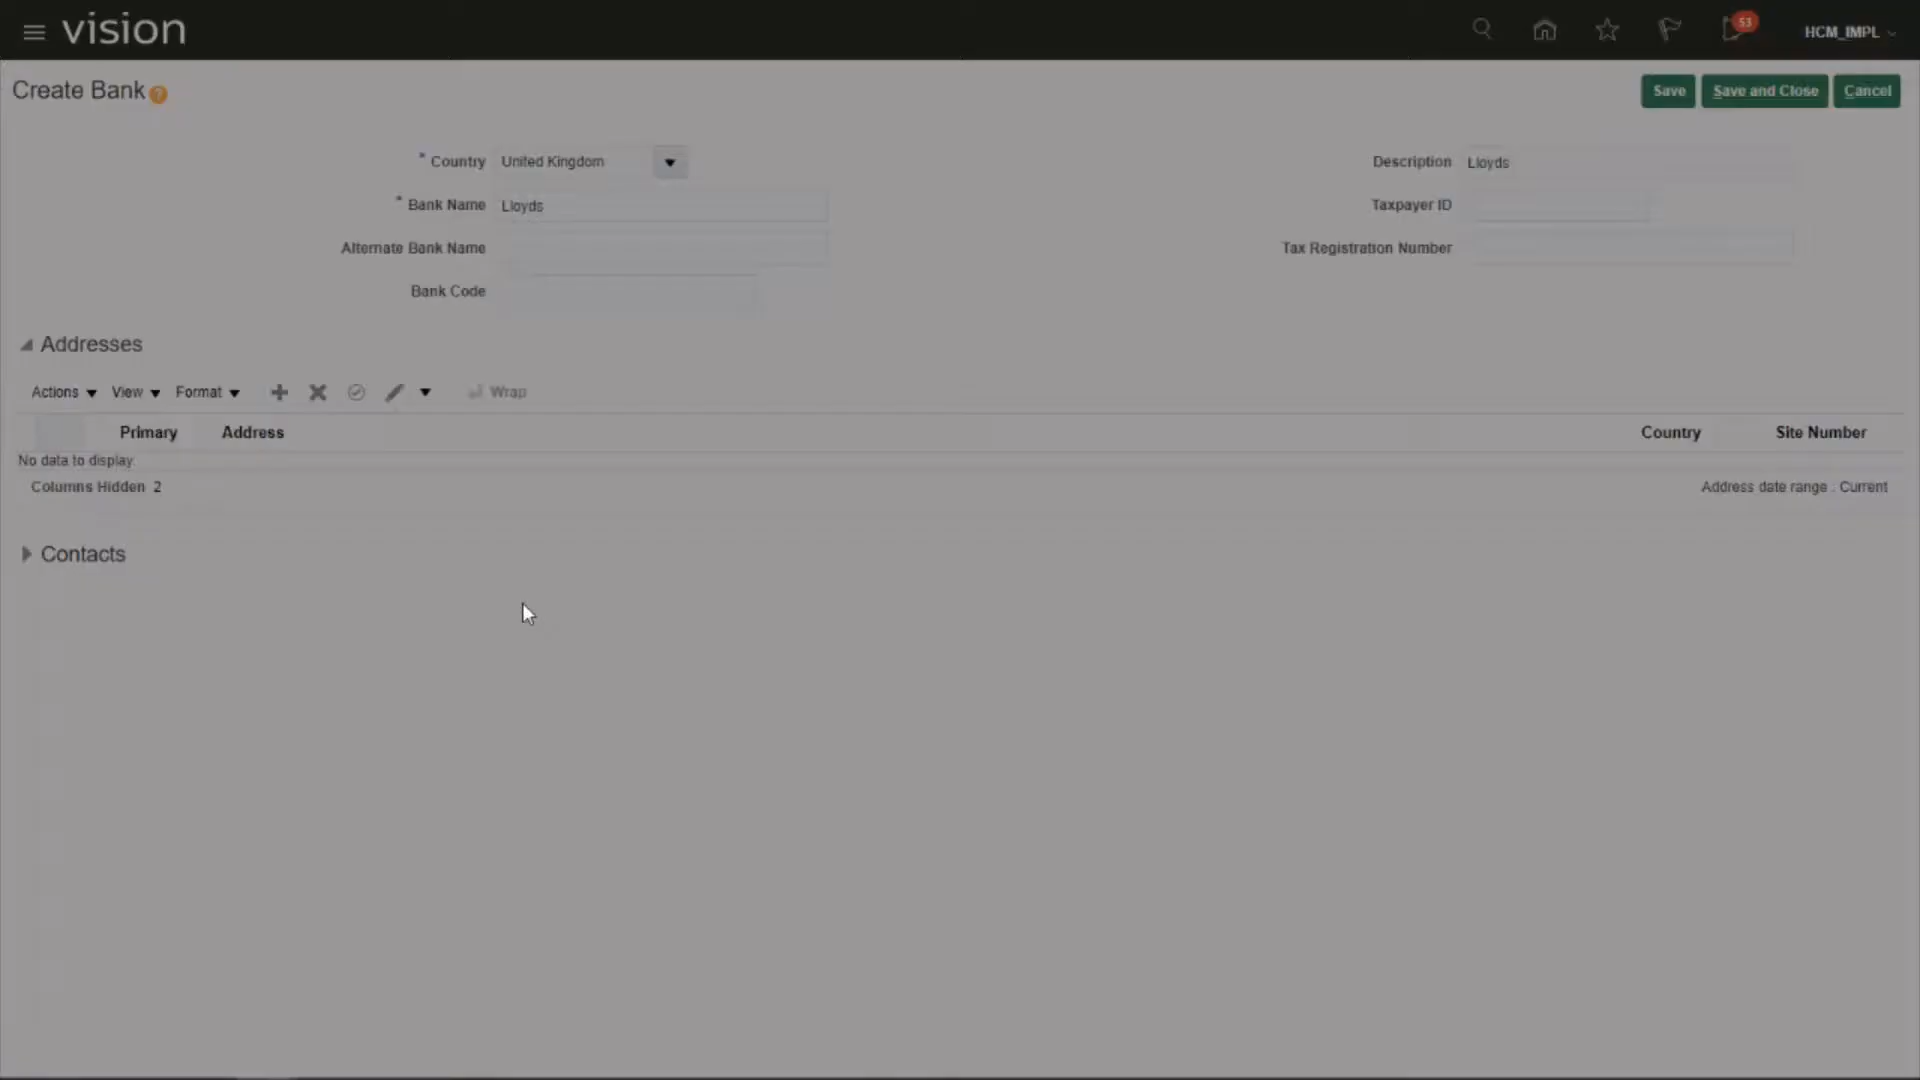 vision
53
HCM_IMPL
Create Bank ?
Save
Save and Close
Cancel
* Country United Kingdom
Description Lloyds
* Bank Name Lloyds
Taxpayer ID
Alternate Bank Name
Tax Registration Number
Bank Code
Addresses
Actions View Format Wrap
Primary Address Country Site Number
No data to display.
Columns Hidden 2
Address date range : Current
Contacts